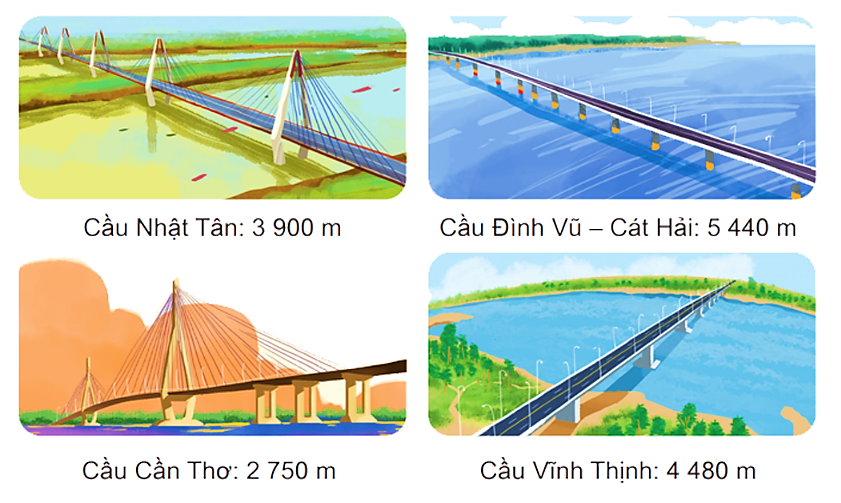 Cầu Nhật Tân: 3 900 m
Cầu Đình Vũ – Cát Hải: 5 440 m
Cầu Cần Thơ: 2 750 m
Cầu Vĩnh Thịnh: 4 480 m